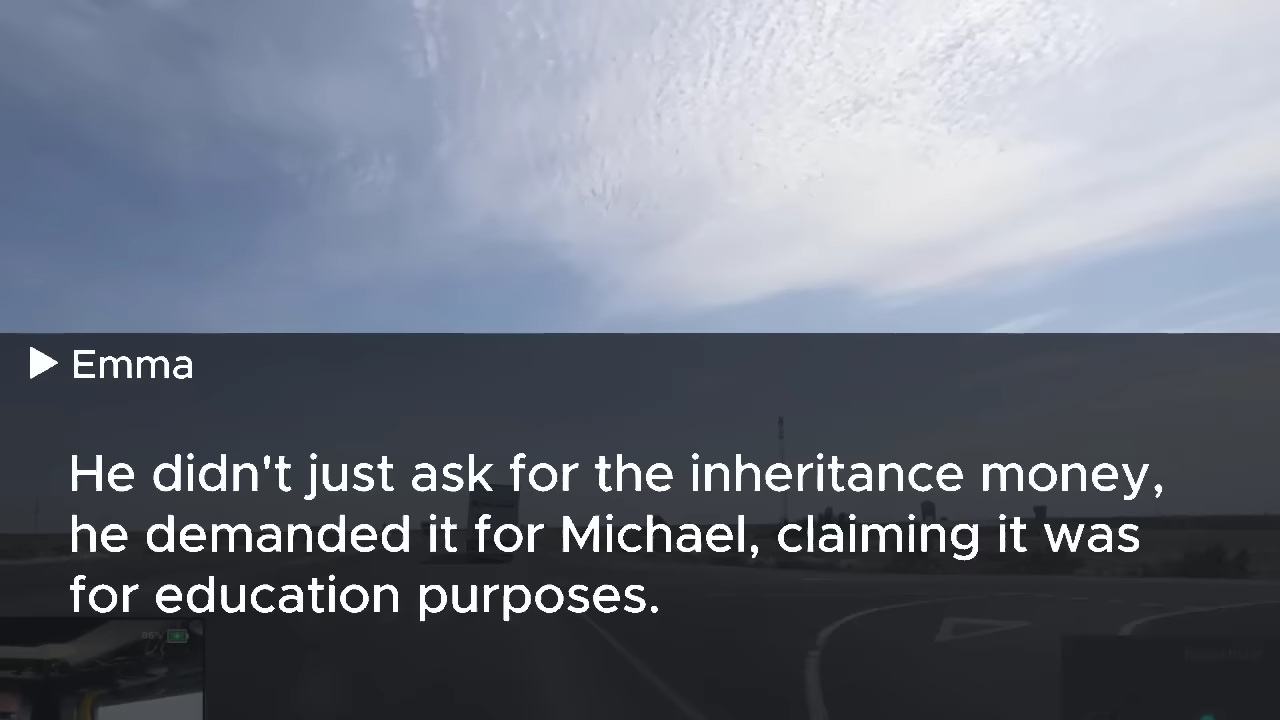 Emma
He didn't just ask for the inheritance money,
he demanded it for Michael, claiming it was
for education purposes.
86%